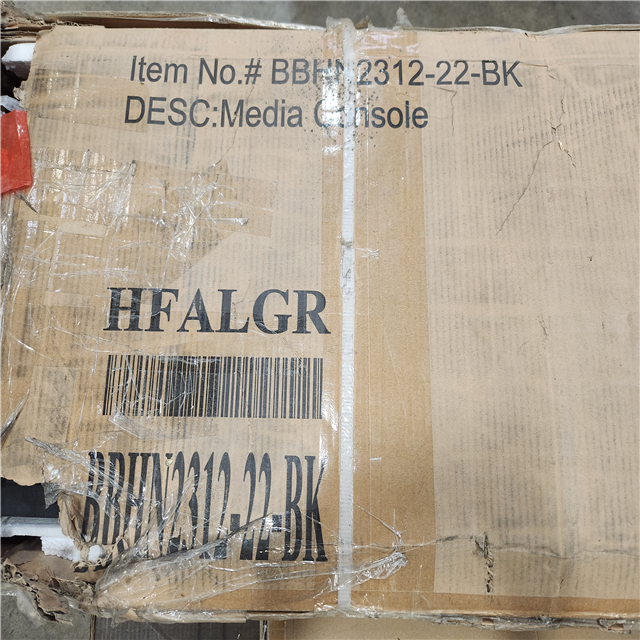 Item No.# BBHN2312-22-BK
DESC:Media Console
HFALGR
BBHN2312-22-BK